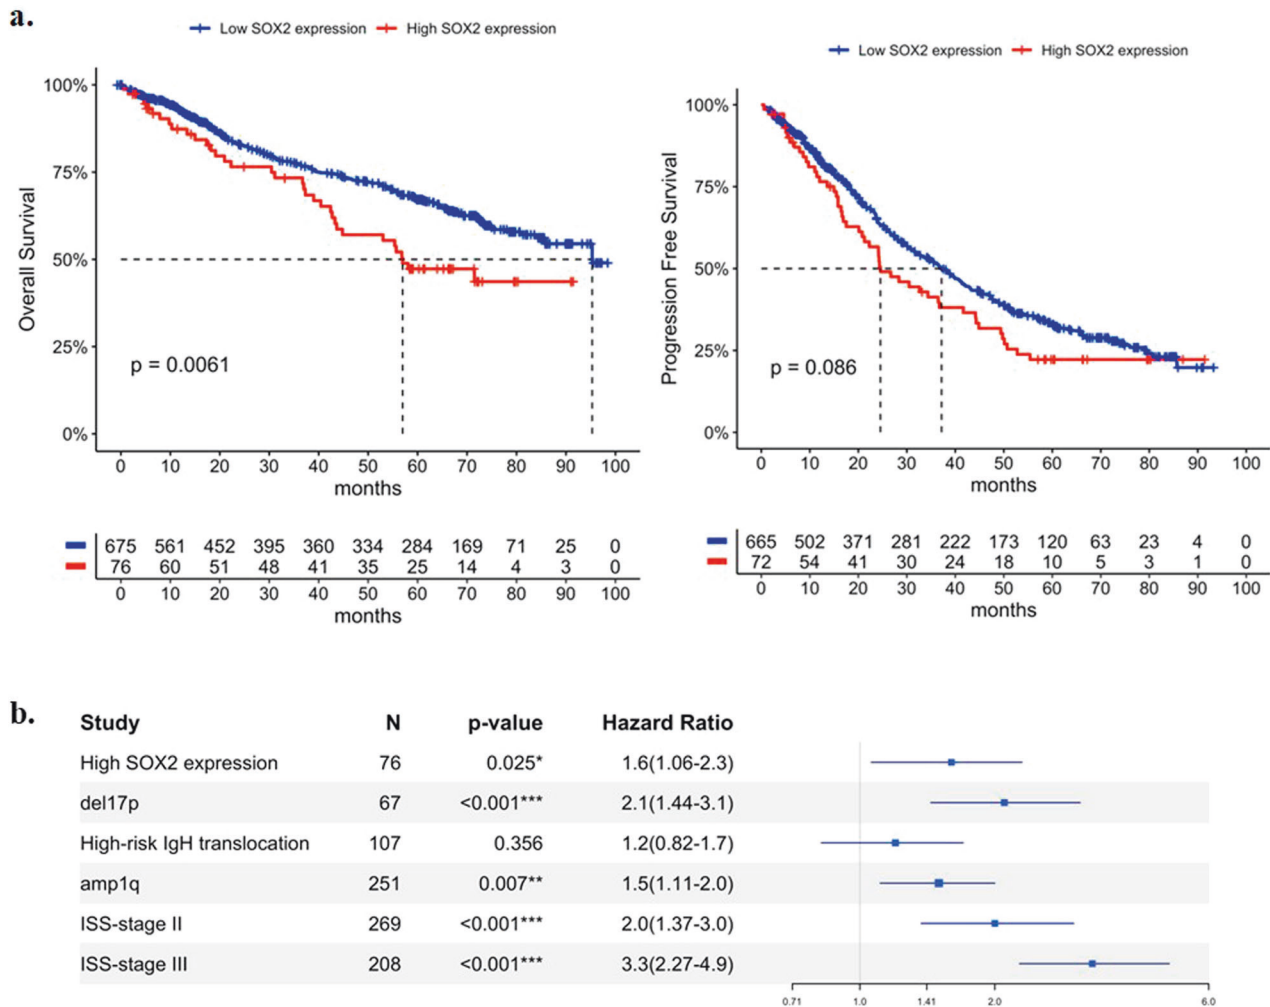 a.
Low SOX2 expression High SOX2 expression
Overall Survival
100%
75%
50%
25%
0%
p = 0.0061
0 10 20 30 40 50 60 70 80 90 100
months
675 561 452 395 360 334 284 169 71 25 0
76 60 51 48 41 35 25 14 4 3 0
0 10 20 30 40 50 60 70 80 90 100
months
Low SOX2 expression High SOX2 expression
Progression Free Survival
100%
75%
50%
25%
0%
p = 0.086
0 10 20 30 40 50 60 70 80 90 100
months
665 502 371 281 222 173 120 63 23 4 0
72 54 41 30 24 18 10 5 3 1 0
0 10 20 30 40 50 60 70 80 90 100
months
b.
Study N p-value Hazard Ratio
High SOX2 expression 76 0.025* 1.6(1.06-2.3)
del17p 67 <0.001*** 2.1(1.44-3.1)
High-risk IgH translocation 107 0.356 1.2(0.82-1.7)
amp1q 251 0.007** 1.5(1.11-2.0)
ISS-stage II 269 <0.001*** 2.0(1.37-3.0)
ISS-stage III 208 <0.001*** 3.3(2.27-4.9)
0.71 1.0 1.41 2.0 6.0